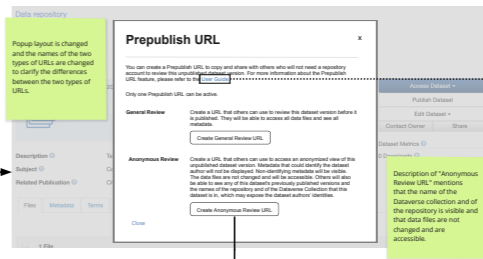 Data repository
Popup layout is changed
and the names of the two
types of URLs are changed
to clarify the differences
between the two types of
URLs.
Prepublish URL
x
You can create a Prepublish URL to copy and share with others who will not need a repository
account to review this unpublished dataset version. For more information about the Prepublish
URL feature, please refer to the User Guide.
Only one Prepublish URL can be active.
General Review
Create a URL that others can use to review this dataset version before it
is published. They will be able to access all data files and see all
metadata.
Create General Review URL
Anonymous Review
Create a URL that others can use to access an anonymized view of this
unpublished dataset version. Metadata that could identify the dataset
author will not be displayed. Non-identifying metadata will be visible.
The data files are not changed and will be accessible. Others will also
be able to see any of this dataset's previously published versions and
the names of the repository and of the Dataverse Collection that this
dataset is in, which may expose the dataset authors' identities.
Create Anonymous Review URL
Close
Access Dataset
Publish Dataset
Edit Dataset
Contact Owner
Share
Dataset Metrics
Description
Subject
Related Publication
Files
Metadata
Terms
1 File
Description of "Anonymous
Review URL" mentions
that the name of the
Dataverse collection and of
the repository is visible and
that data files are not
changed and are
accessible.